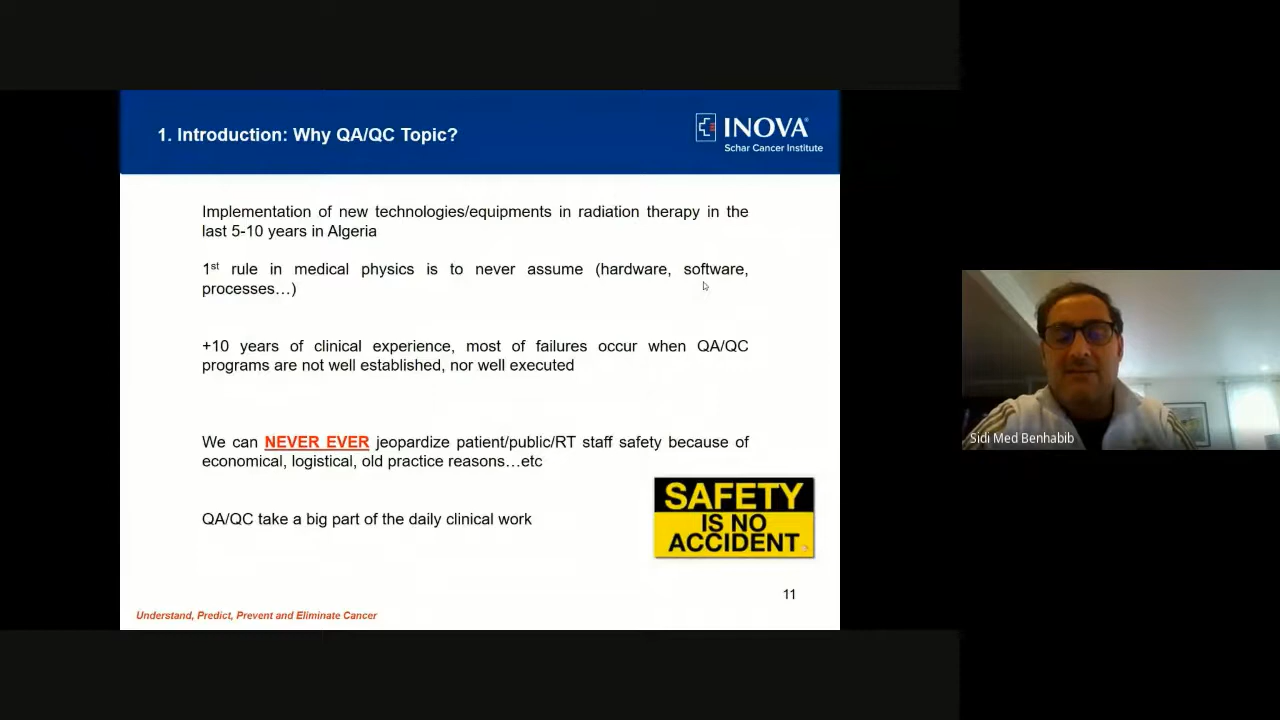 1. Introduction: Why QA/QC Topic?
INOVA®
Schar Cancer Institute
Implementation of new technologies/equipments in radiation therapy in the
last 5-10 years in Algeria
1st rule in medical physics is to never assume (hardware, software,
processes…)
+10 years of clinical experience, most of failures occur when QA/QC
programs are not well established, nor well executed
We can NEVER EVER jeopardize patient/public/RT staff safety because of
economical, logistical, old practice reasons…etc
QA/QC take a big part of the daily clinical work
SAFETY
IS NO
ACCIDENT
11
Understand, Predict, Prevent and Eliminate Cancer
Sidi Med Benhabib